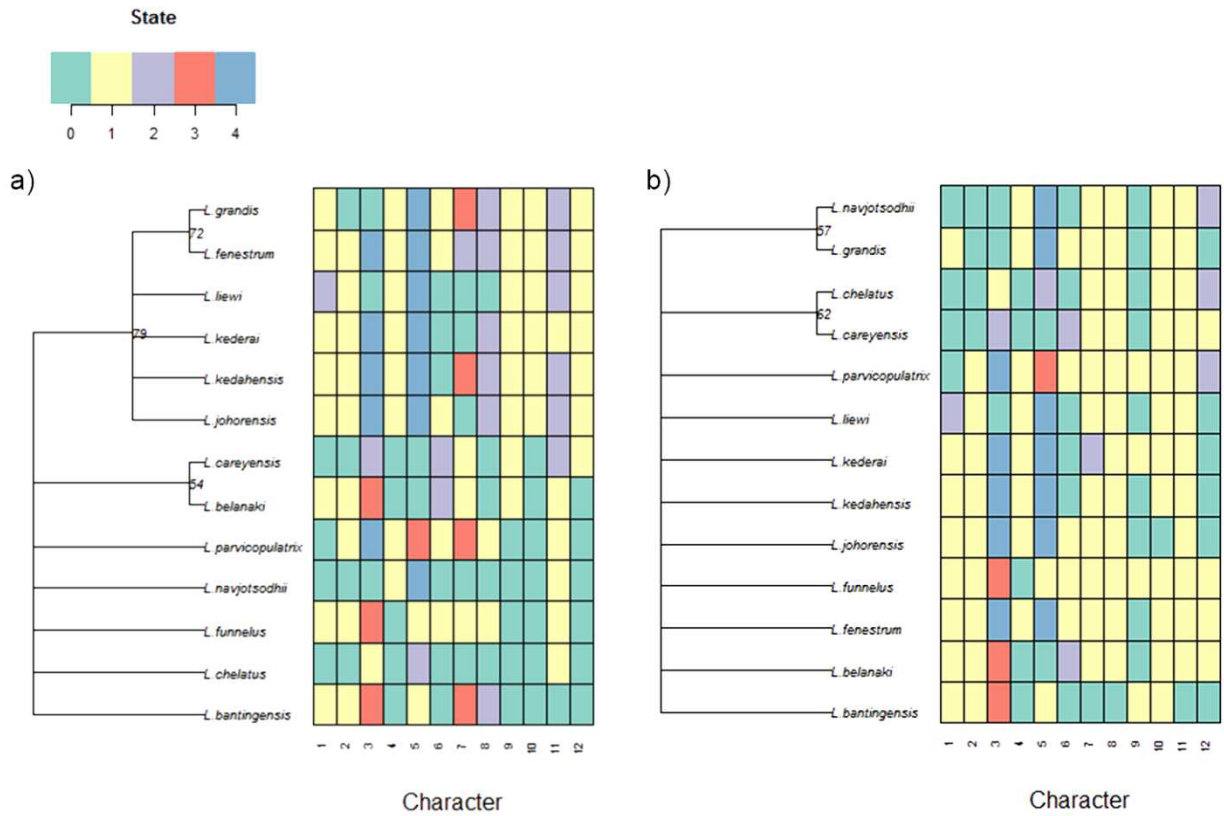 State
0 1 2 3 4
a)
L.grandis
72
L.fenestrum
L.liewi
79
L.kederai
L.kedahensis
L.johorensis
L.careyensis
54
L.belanaki
L.parvicopulatrix
L.navjotsodhii
L.funnelus
L.chelatus
L.bantingensis
1 2 3 4 5 6 7 8 9 10 11 12
Character
b)
L.navjotsodhii
57
L.grandis
L.chelatus
62
L.careyensis
L.parvicopulatrix
L.liewi
L.kederai
L.kedahensis
L.johorensis
L.funnelus
L.fenestrum
L.belanaki
L.bantingensis
1 2 3 4 5 6 7 8 9 10 11 12
Character